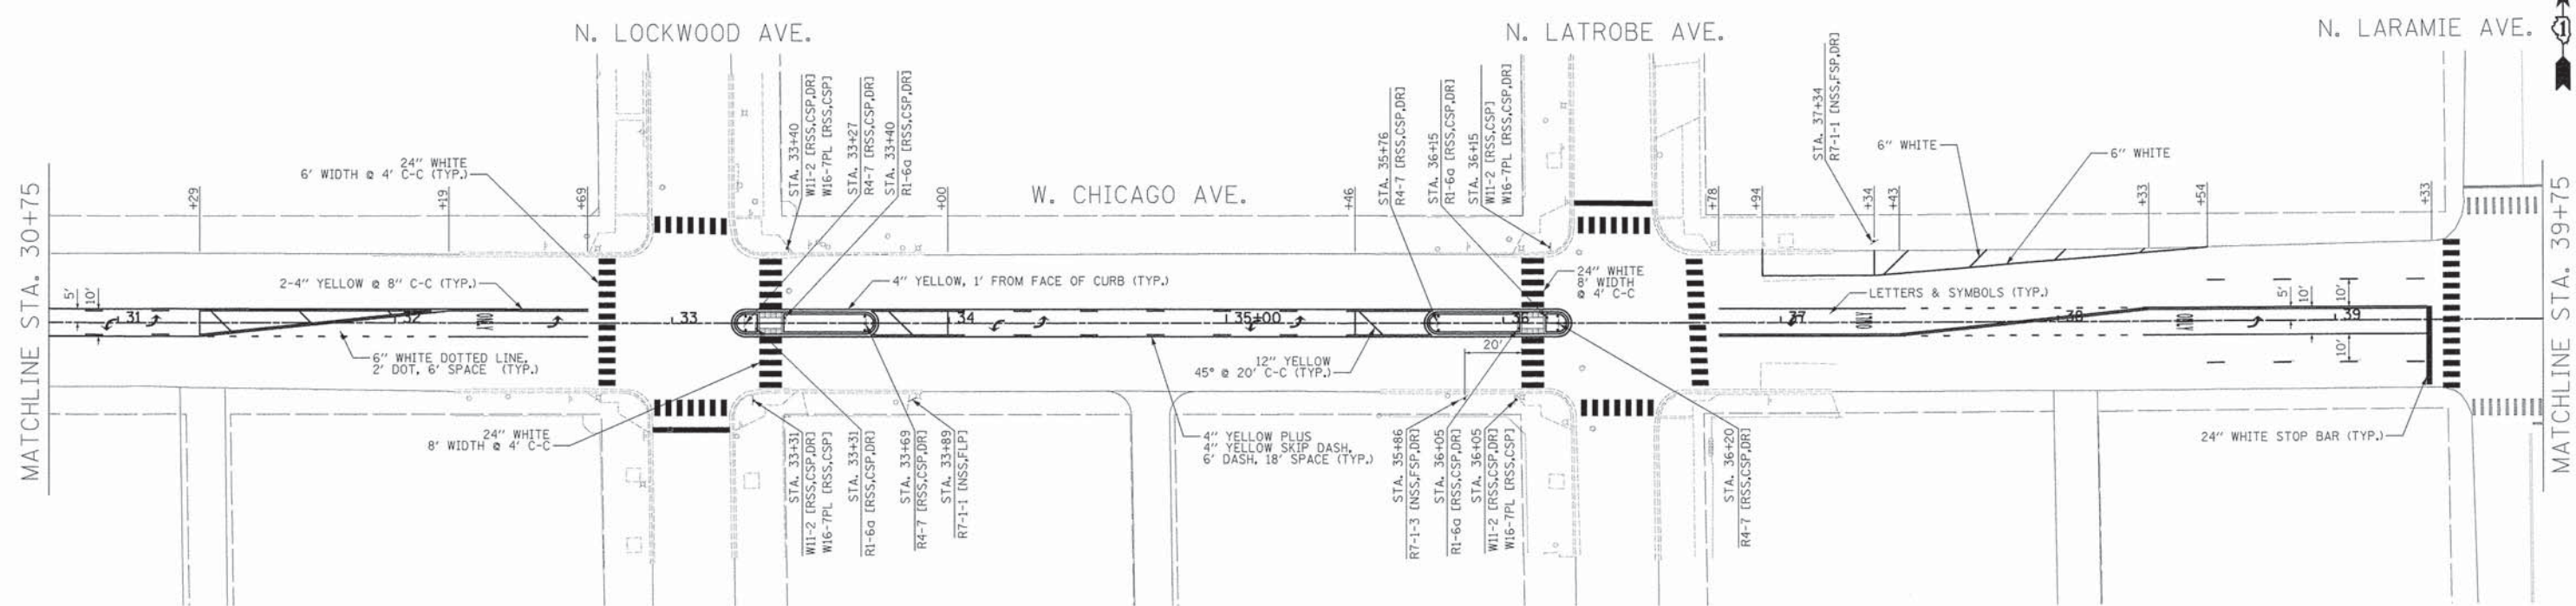 N. LOCKWOOD AVE.
N. LATROBE AVE.
N. LARAMIE AVE.
1
MATCHLINE STA. 30+75
W. CHICAGO AVE.
MATCHLINE STA. 39+75
24" WHITE
6' WIDTH @ 4' C-C (TYP.)
+29
+19
+69
STA. 33+40
W11-2 [RSS,CSP,DR]
W16-7PL [RSS,CSP]
STA. 33+27
R4-7 [RSS,CSP,DR]
STA. 33+40
R1-6a [RSS,CSP,DR]
+00
+46
STA. 35+76
R4-7 [RSS,CSP,DR]
STA. 36+15
R1-6a [RSS,CSP,DR]
STA. 36+15
W11-2 [RSS,CSP]
W16-7PL [RSS,CSP,DR]
+78
+94
STA. 37+34
R7-1-1 [NSS,FSP,DR]
+34
+43
6" WHITE
6" WHITE
+33
+54
+33
5'
10'
2-4" YELLOW @ 8" C-C (TYP.)
4" YELLOW, 1' FROM FACE OF CURB (TYP.)
24" WHITE
8' WIDTH
@ 4' C-C
LETTERS & SYMBOLS (TYP.)
5'
10'
10'
10'
31
32
ONLY
33
34
35+00
36
37
ONLY
38
ONLY
39
6" WHITE DOTTED LINE,
2' DOT, 6' SPACE (TYP.)
12" YELLOW
45° @ 20' C-C (TYP.)
20'
24" WHITE
8' WIDTH @ 4' C-C
4" YELLOW PLUS
4" YELLOW SKIP DASH,
6' DASH, 18' SPACE (TYP.)
24" WHITE STOP BAR (TYP.)
STA. 33+31
W11-2 [RSS,CSP,DR]
W16-7PL [RSS,CSP]
STA. 33+31
R1-6a [RSS,CSP,DR]
STA. 33+69
R4-7 [RSS,CSP,DR]
STA. 33+89
R7-1-1 [NSS,FLP]
STA. 35+86
R7-1-3 [NSS,FSP,DR]
STA. 36+05
R1-6a [RSS,CSP,DR]
STA. 36+05
W11-2 [RSS,CSP,DR]
W16-7PL [RSS,CSP]
STA. 36+20
R4-7 [RSS,CSP,DR]